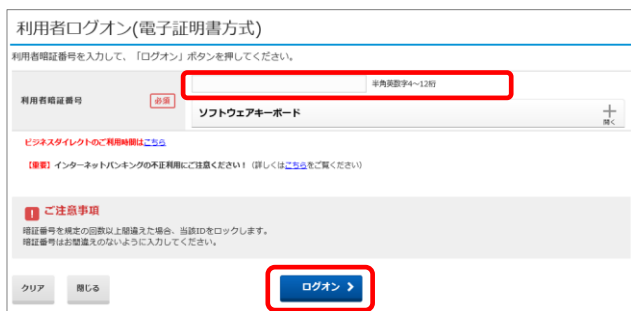 利用者ログオン(電子証明書方式)
利用者暗証番号を入力して、「ログオン」ボタンを押してください。
利用者暗証番号
必須
半角英数字4～12桁
ソフトウェアキーボード
開く
ビジネスダイレクトのご利用時間はこちら
【重要】インターネットバンキングの不正利用にご注意ください！（詳しくはこちらをご覧ください）
ご注意事項
暗証番号を規定の回数以上間違えた場合、当該IDをロックします。
暗証番号はお間違えのないように入力してください。
クリア
閉じる
ログオン